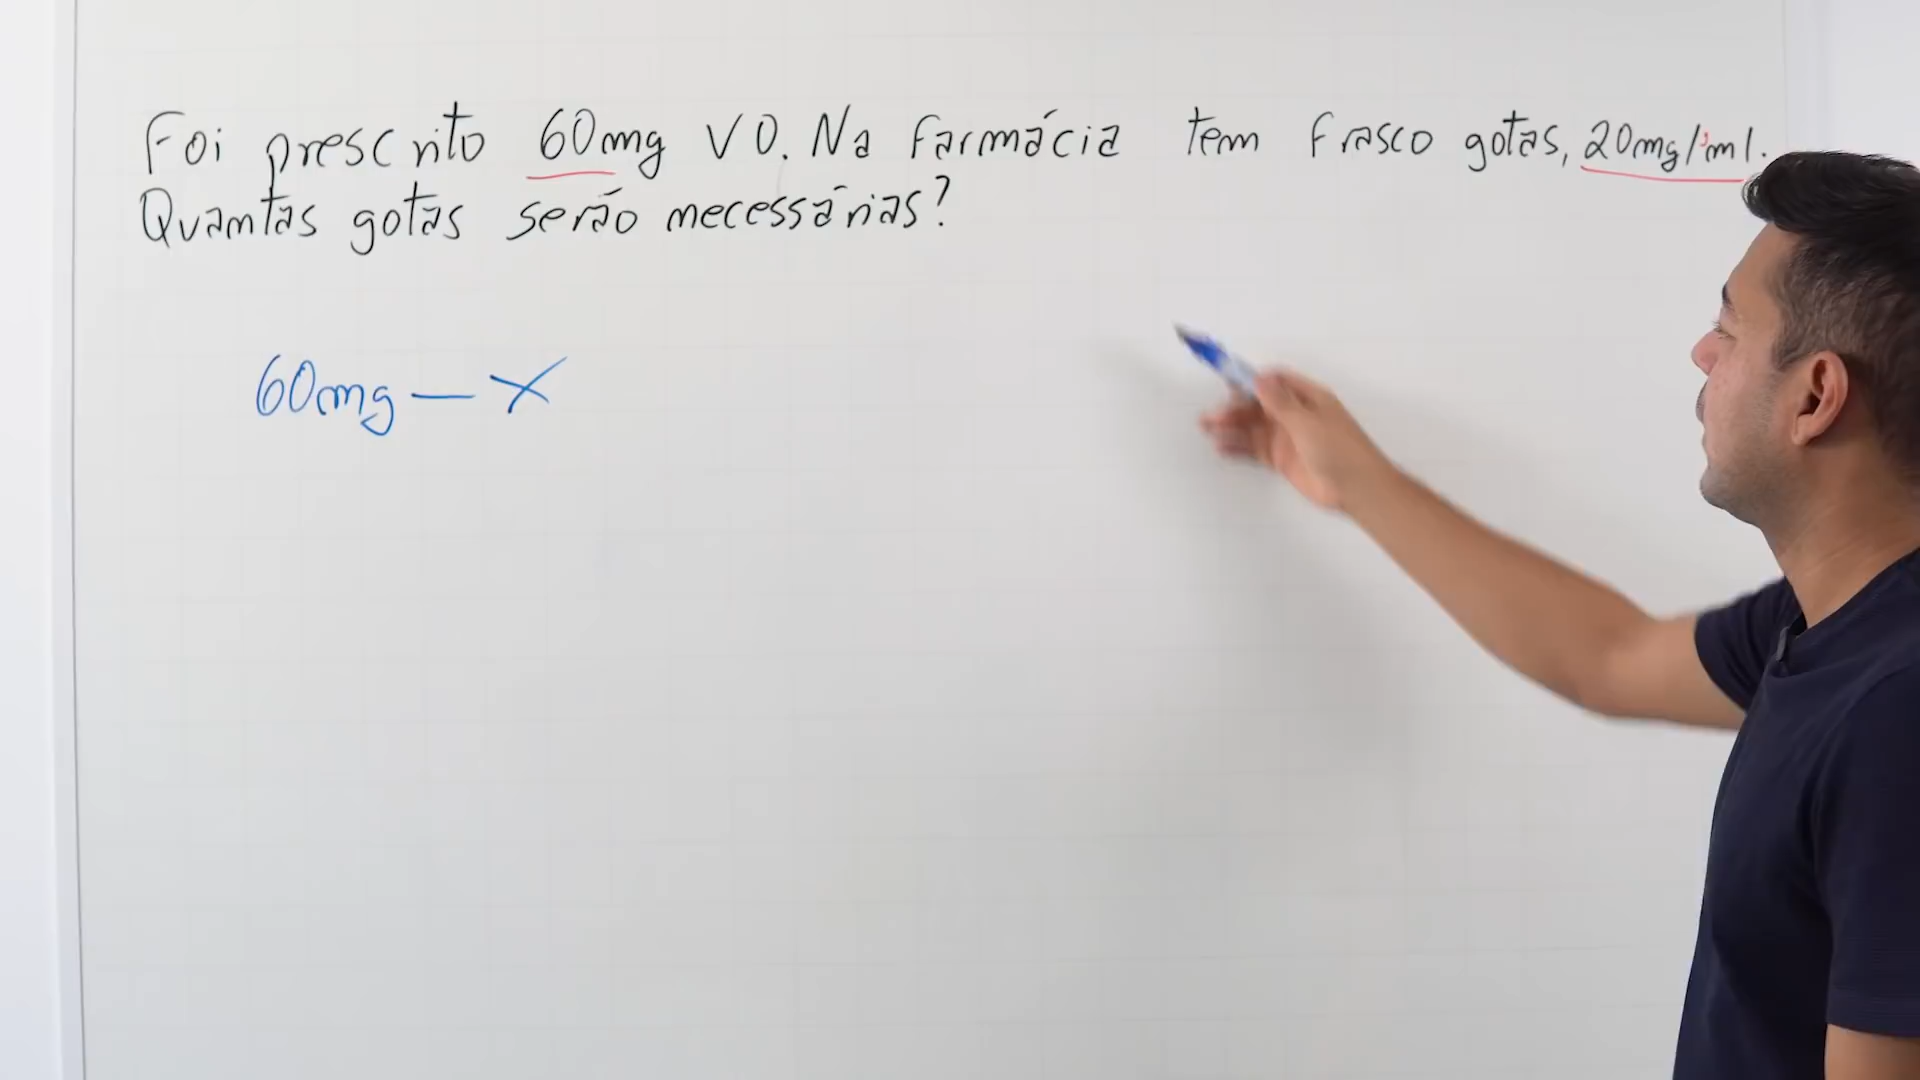 Foi prescrito 60mg VO. Na farmácia tem frasco gotas, 20mg/ml.
Quantas gotas serão necessárias?
60mg — X